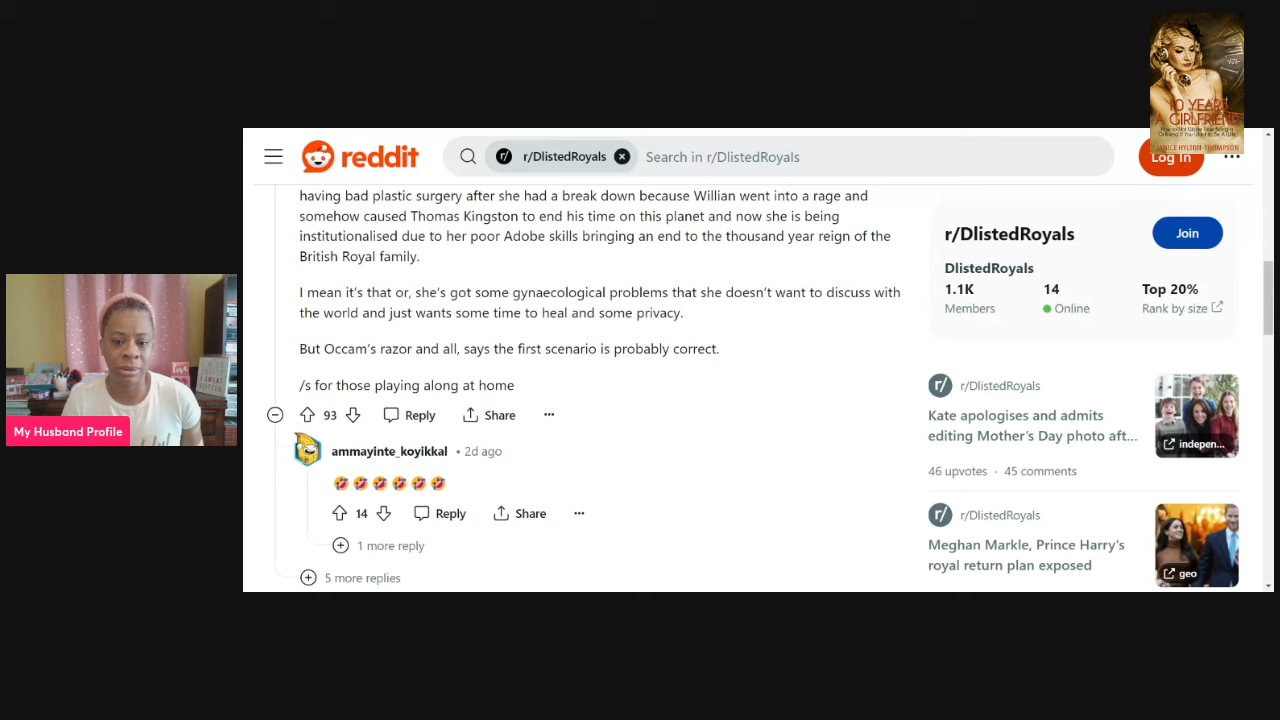 10 YEARS
A GIRLFRIEND
JANICE HYLTON-THOMPSON
reddit
r/DlistedRoyals
Search in r/DlistedRoyals
Log In
having bad plastic surgery after she had a break down because Willian went into a rage and
somehow caused Thomas Kingston to end his time on this planet and now she is being
institutionalised due to her poor Adobe skills bringing an end to the thousand year reign of the
British Royal family.
I mean it's that or, she's got some gynaecological problems that she doesn't want to discuss with
the world and just wants some time to heal and some privacy.
But Occam's razor and all, says the first scenario is probably correct.
/s for those playing along at home
93 Reply Share
ammayinte_koyikkal • 2d ago
🤣🤣🤣🤣🤣🤣
14 Reply Share
1 more reply
5 more replies
r/DlistedRoyals
Join
DlistedRoyals
1.1K 14 Top 20%
Members Online Rank by size
r/DlistedRoyals
Kate apologises and admits
editing Mother's Day photo aft...
indepen...
46 upvotes · 45 comments
r/DlistedRoyals
Meghan Markle, Prince Harry's
royal return plan exposed
geo
My Husband Profile